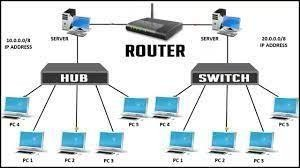 10.0.0.0/8
IP ADDRESS
SERVER
ROUTER
SERVER
20.0.0.0/8
IP ADDRESS
HUB
SWITCH
PC 4
PC 5
PC 5
PC 4
PC 1
PC 2
PC 3
PC 1
PC 2
PC 3